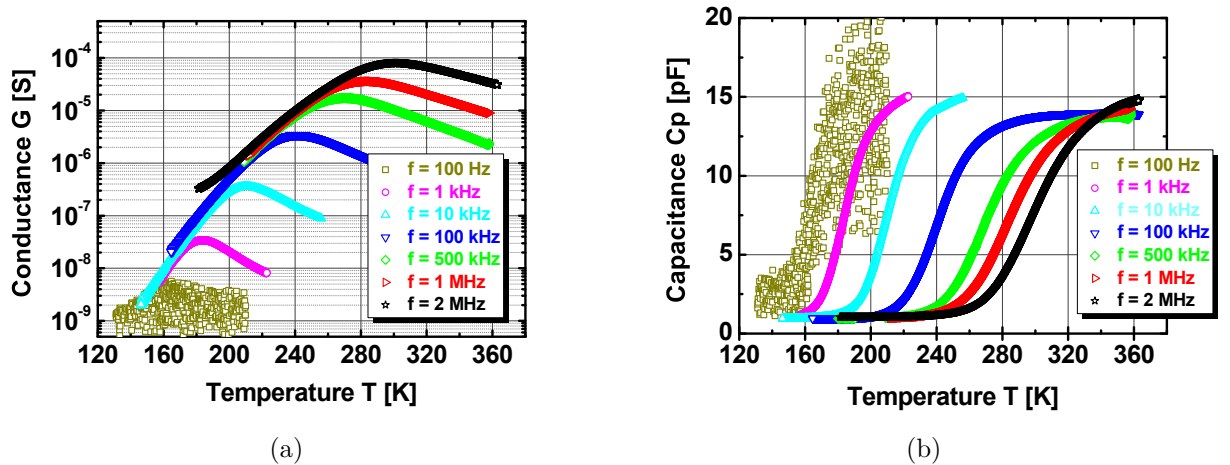 Conductance G [S]
10⁻⁴
10⁻⁵
10⁻⁶
10⁻⁷
10⁻⁸
10⁻⁹
120 160 200 240 280 320 360
Temperature T [K]
f = 100 Hz
f = 1 kHz
f = 10 kHz
f = 100 kHz
f = 500 kHz
f = 1 MHz
f = 2 MHz
(a)
Capacitance Cp [pF]
20
15
10
5
0
120 160 200 240 280 320 360
Temperature T [K]
f = 100 Hz
f = 1 kHz
f = 10 kHz
f = 100 kHz
f = 500 kHz
f = 1 MHz
f = 2 MHz
(b)